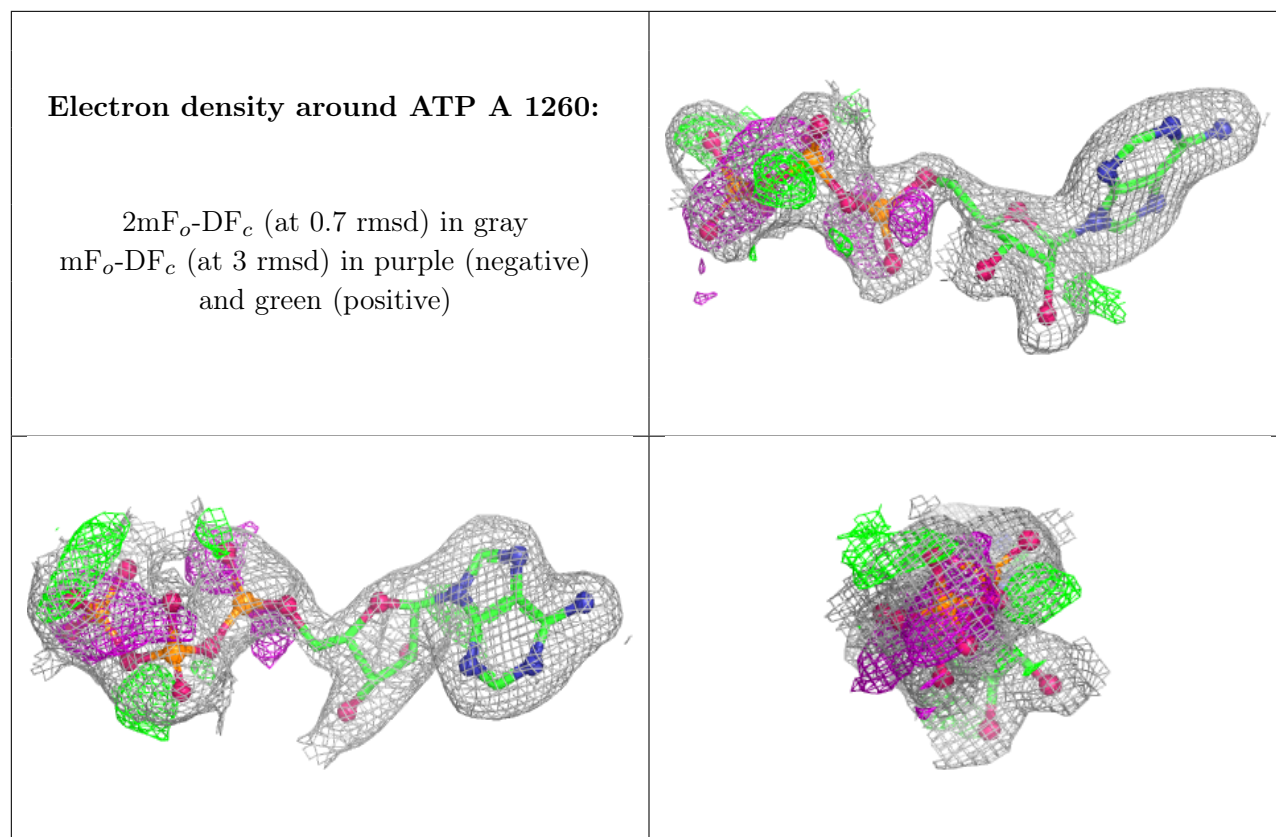 Electron density around ATP A 1260:
2mFo-DFc (at 0.7 rmsd) in gray
mFo-DFc (at 3 rmsd) in purple (negative)
and green (positive)